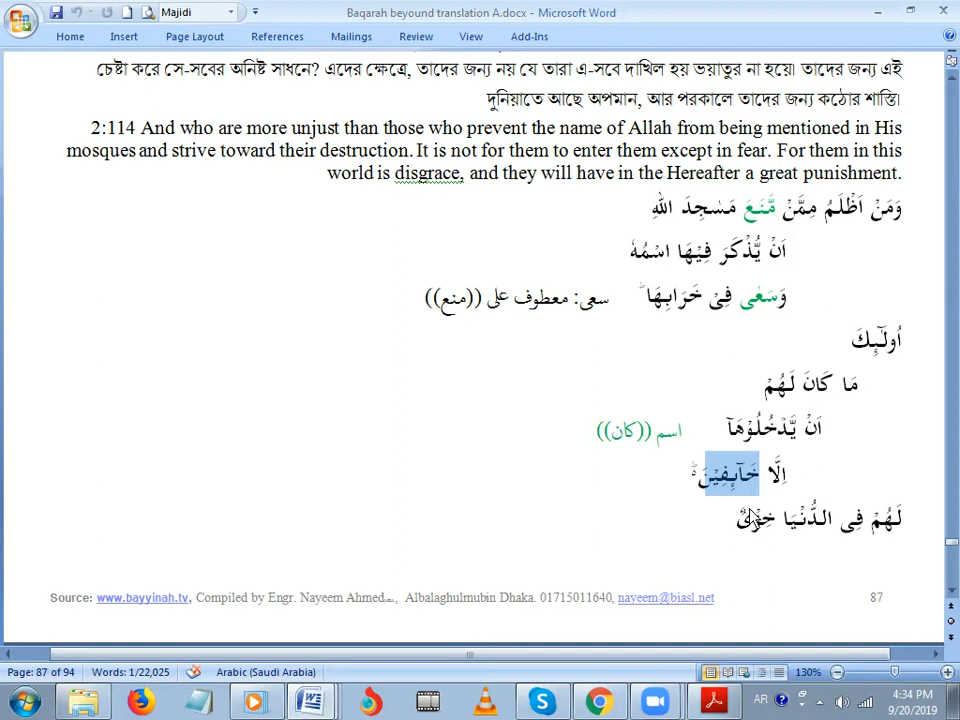 Baqarah beyound translation A.docx - Microsoft Word
Majidi
Home Insert Page Layout References Mailings Review View Add-Ins
চেষ্টা করে সে-সবের অনিষ্ট সাধনে? এদের ক্ষেত্রে, তাদের জন্য নয় যে তারা এ-সবে দাখিল হয় ভয়াতুর না হয়ে। তাদের জন্য এই
দুনিয়াতে আছে অপমান, আর পরকালে তাদের জন্য কঠোর শাস্তি।
2:114 And who are more unjust than those who prevent the name of Allah from being mentioned in His
mosques and strive toward their destruction. It is not for them to enter them except in fear. For them in this
world is disgrace, and they will have in the Hereafter a great punishment.
وَمَنْ اَظْلَمُ مِمَّنْ مَّنَعَ مَسٰجِدَ اللّٰهِ
اَنْ يُّذْكَرَ فِيْهَا اسْمُهٗ
وَسَعٰى فِيْ خَرَابِهَا ؕ سعى: معطوف على ((منع))
اُولٰٓىِٕكَ
مَا كَانَ لَهُمْ
اَنْ يَّدْخُلُوْهَآ اسم ((كان))
اِلَّا خَآىِٕفِيْنَ ؕ۬
لَهُمْ فِى الدُّنْيَا خِزْيٌ
Source: www.bayyinah.tv, Compiled by Engr. Nayeem Ahmed, Albalaghulmubin Dhaka. 01715011640, nayeem@biasl.net 87
Page: 87 of 94 Words: 1/22,025 Arabic (Saudi Arabia) 130%
AR 4:34 PM
9/20/2019